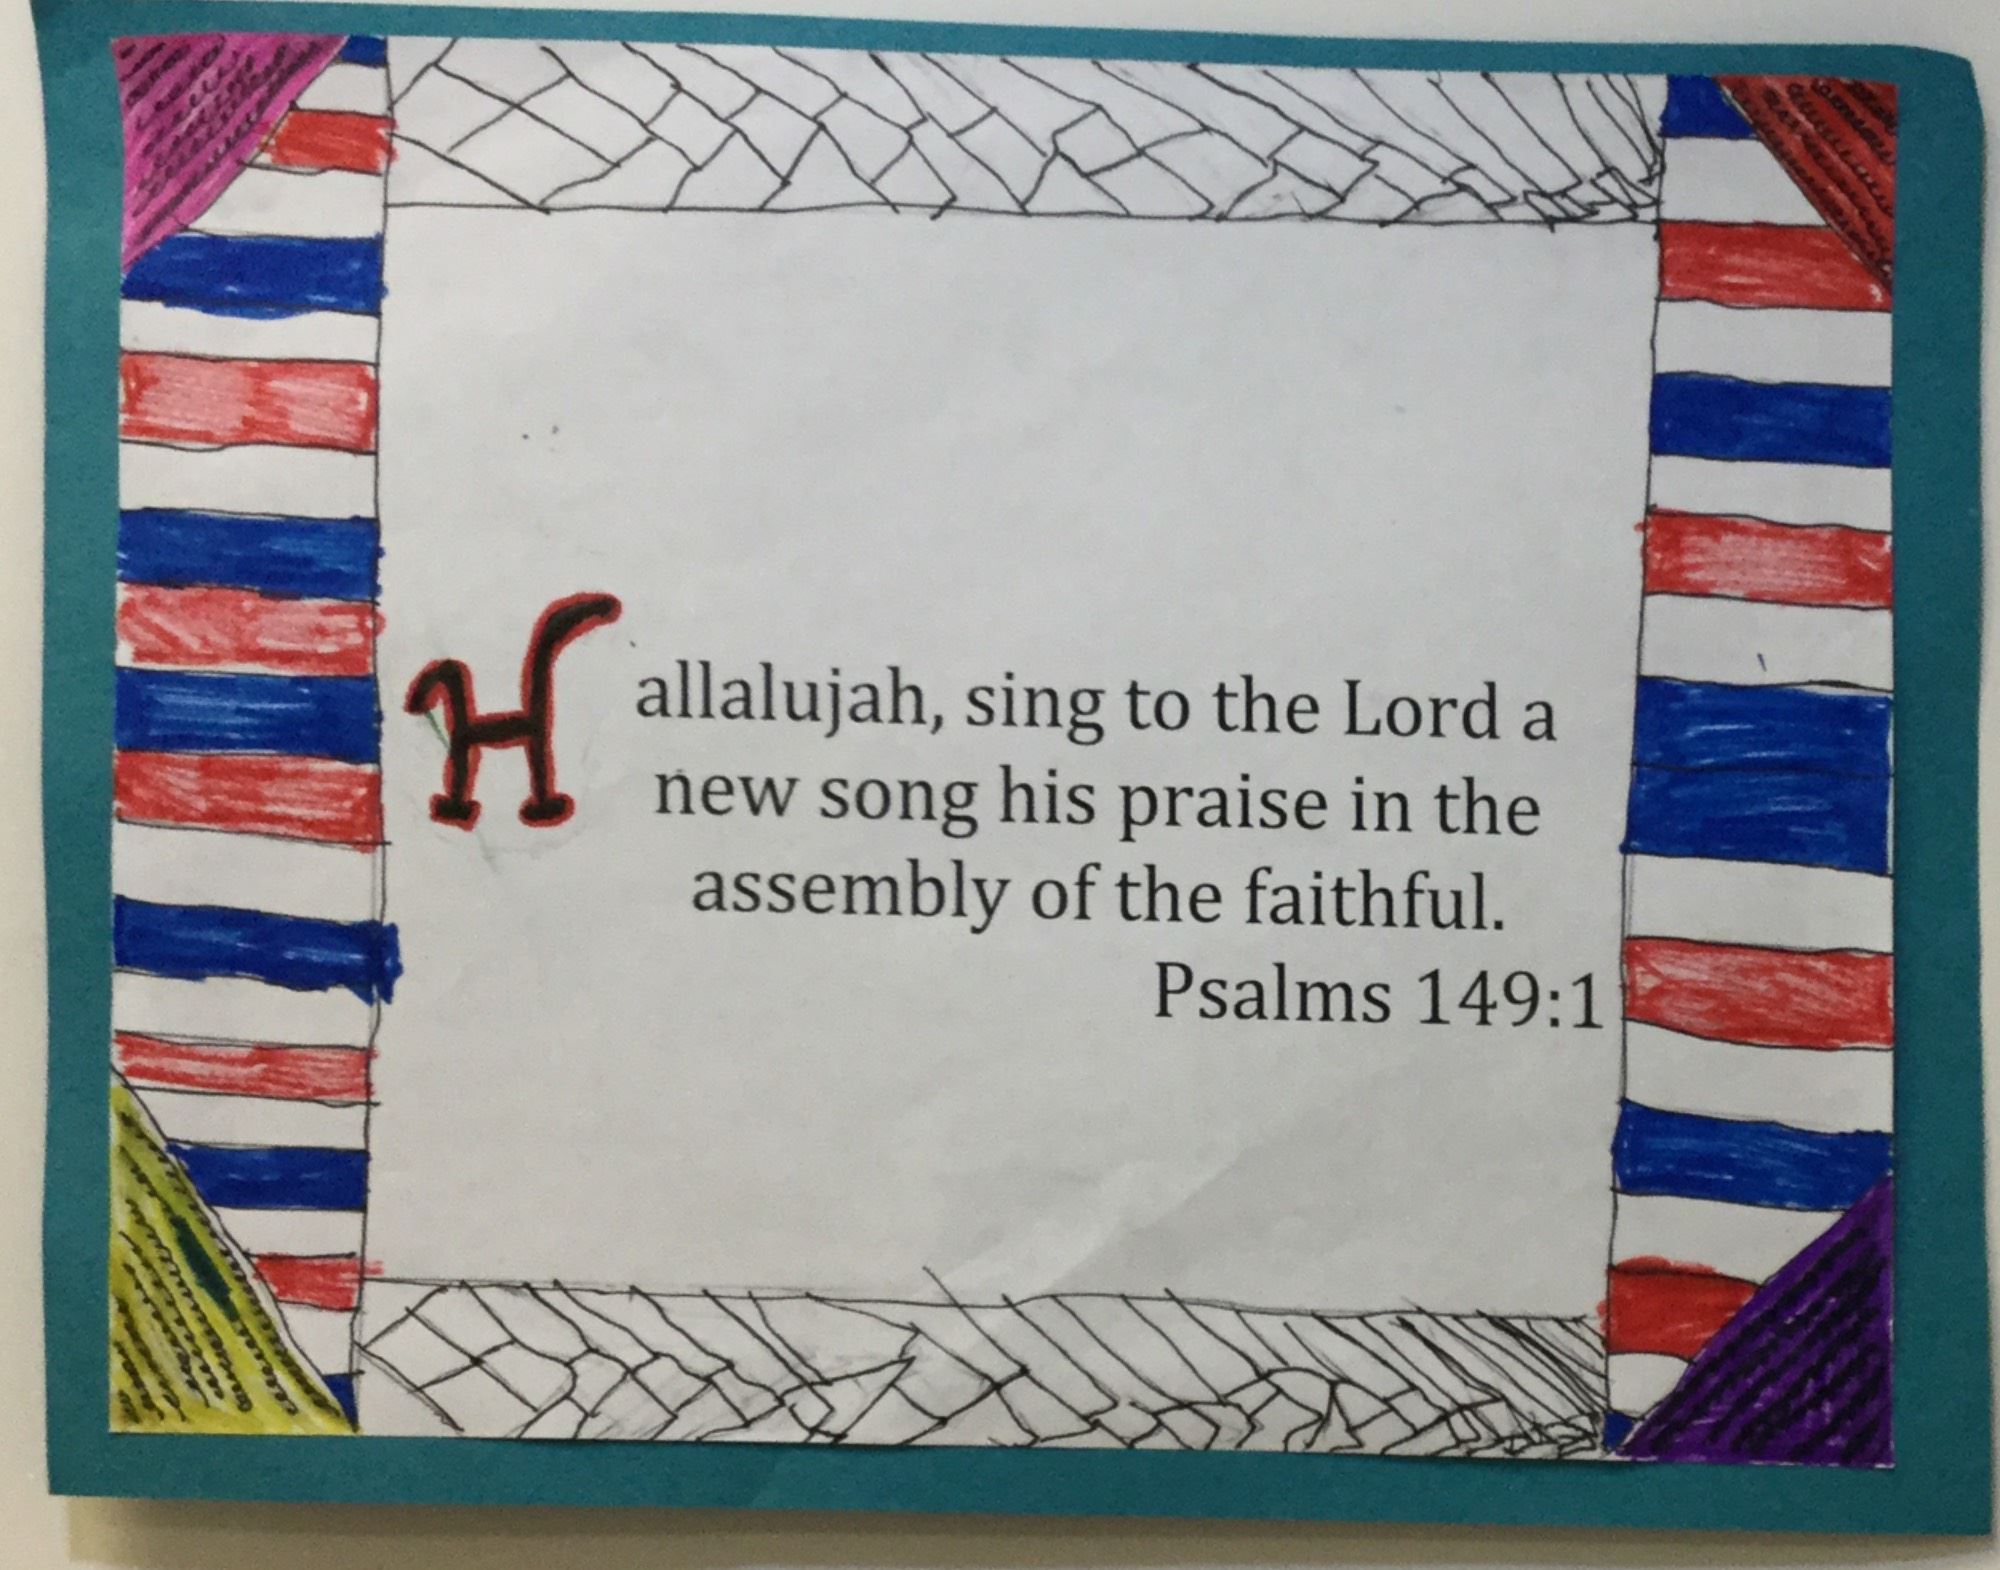 Hallalujah, sing to the Lord a
new song his praise in the
assembly of the faithful.
Psalms 149:1